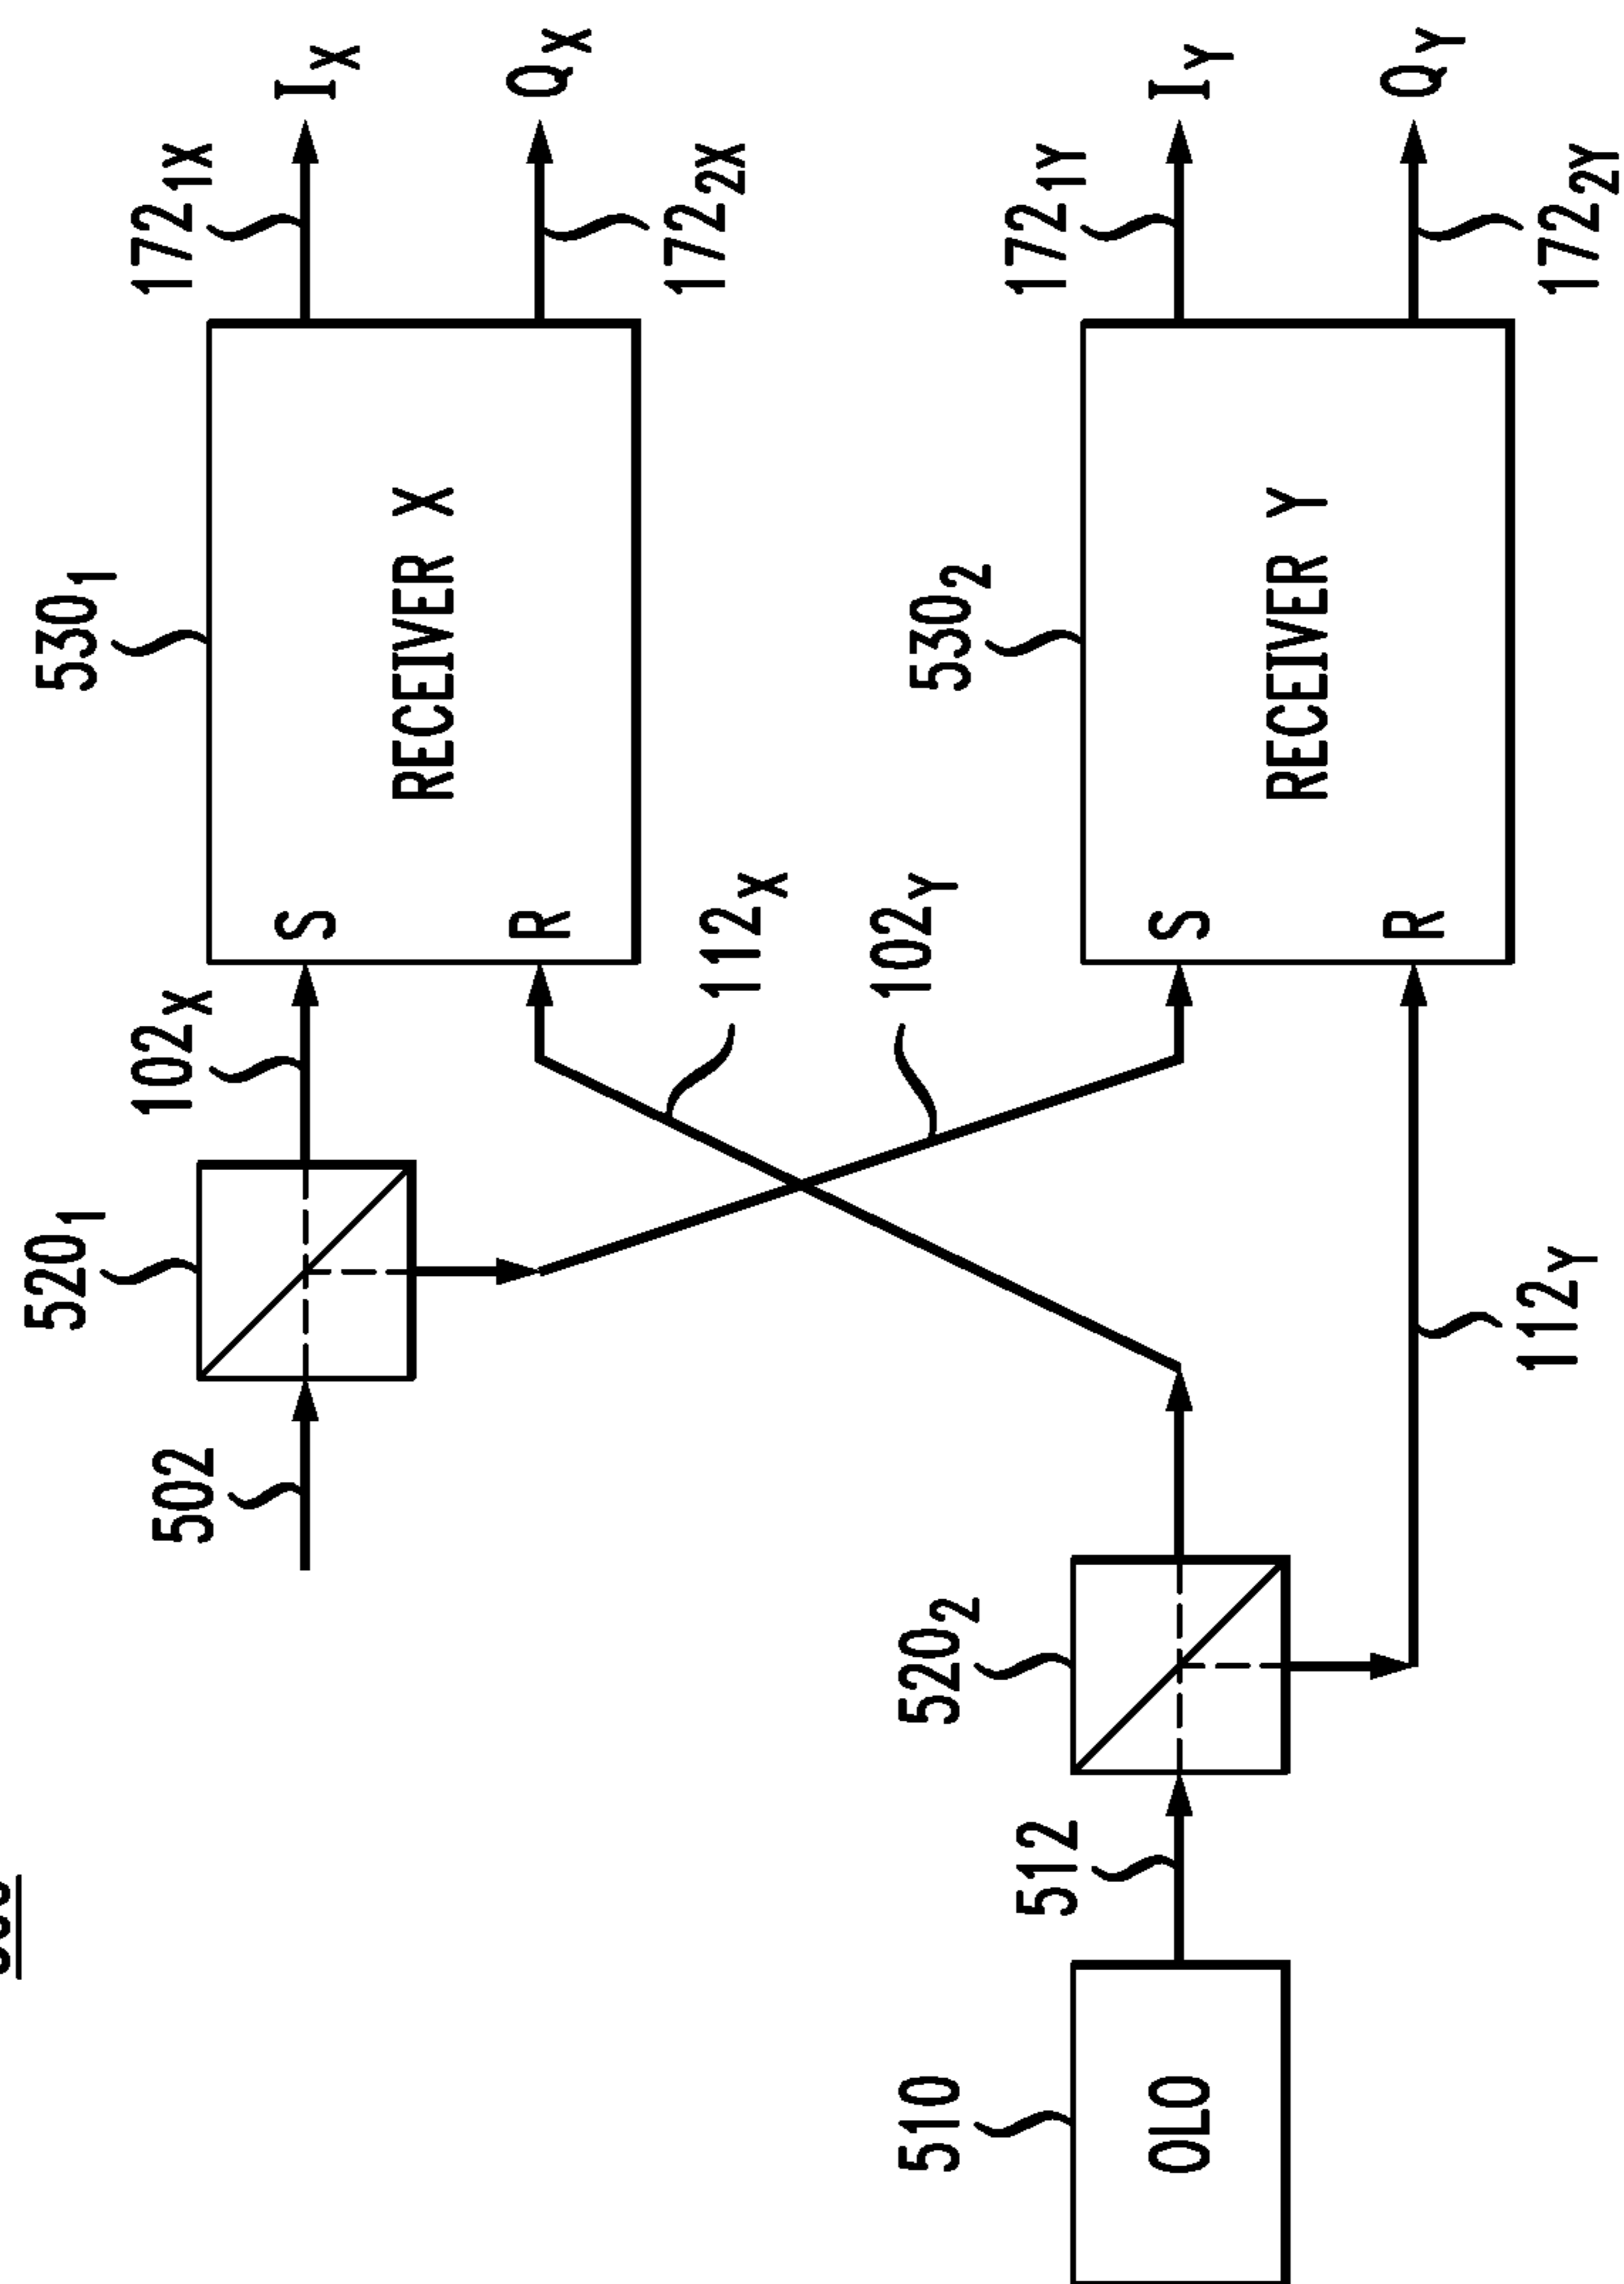 502
520₁
102ₓ
530₁
S
R
RECEIVER X
172₁ₓ
Iₓ
172₂ₓ
Qₓ
112ₓ
102Y
510
OLO
512
520₂
112Y
530₂
S
R
RECEIVER Y
172₁Y
IY
172₂Y
QY